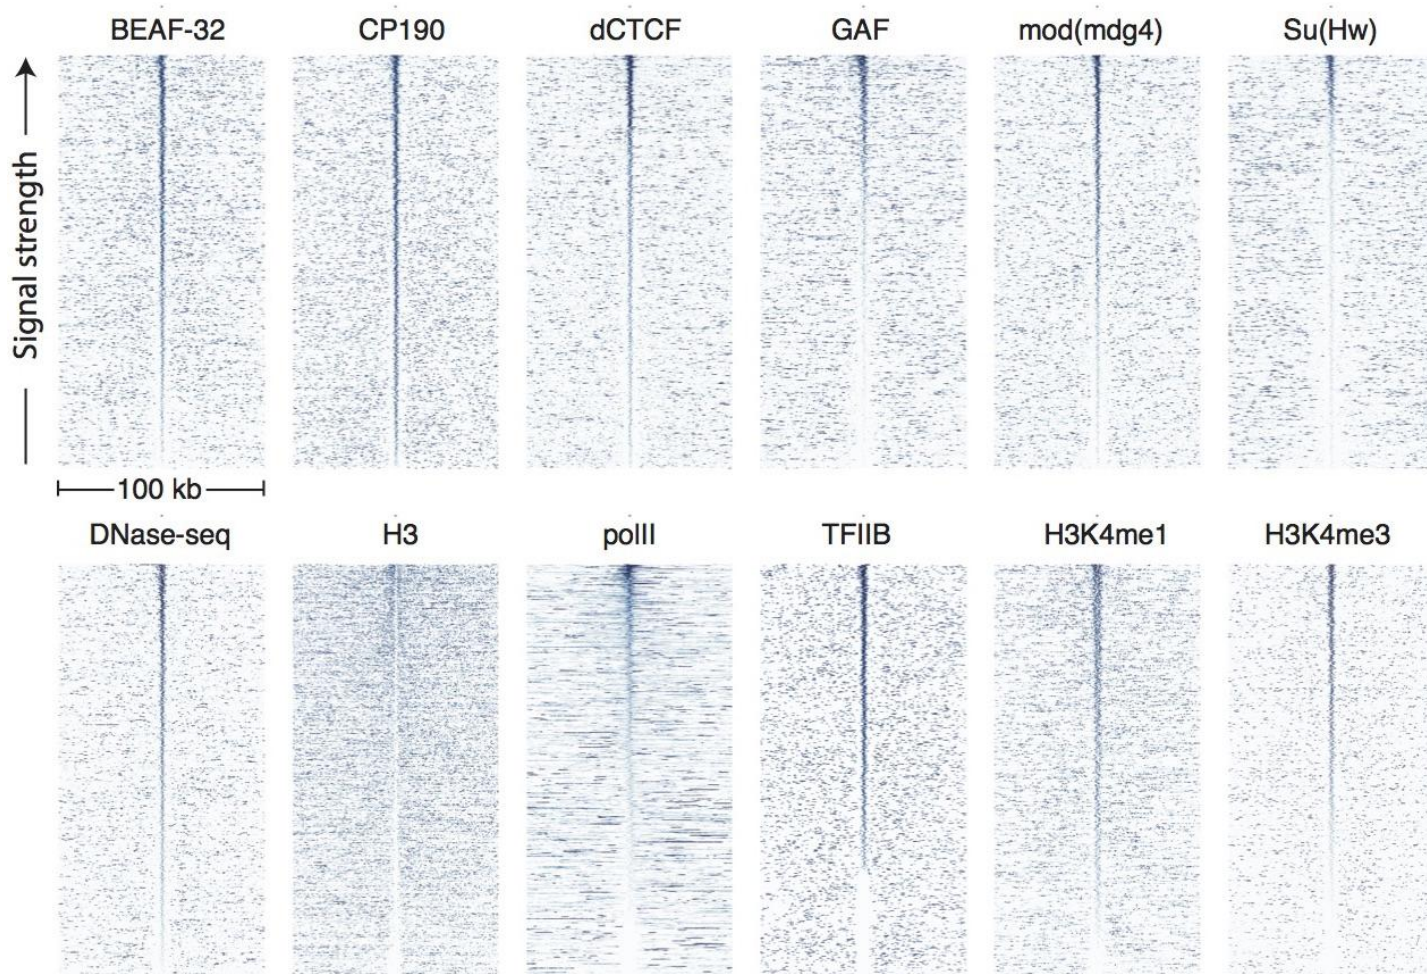 BEAF-32 CP190 dCTCF GAF mod(mdg4) Su(Hw)
Signal strength
100 kb
DNase-seq H3 polII TFIIB H3K4me1 H3K4me3